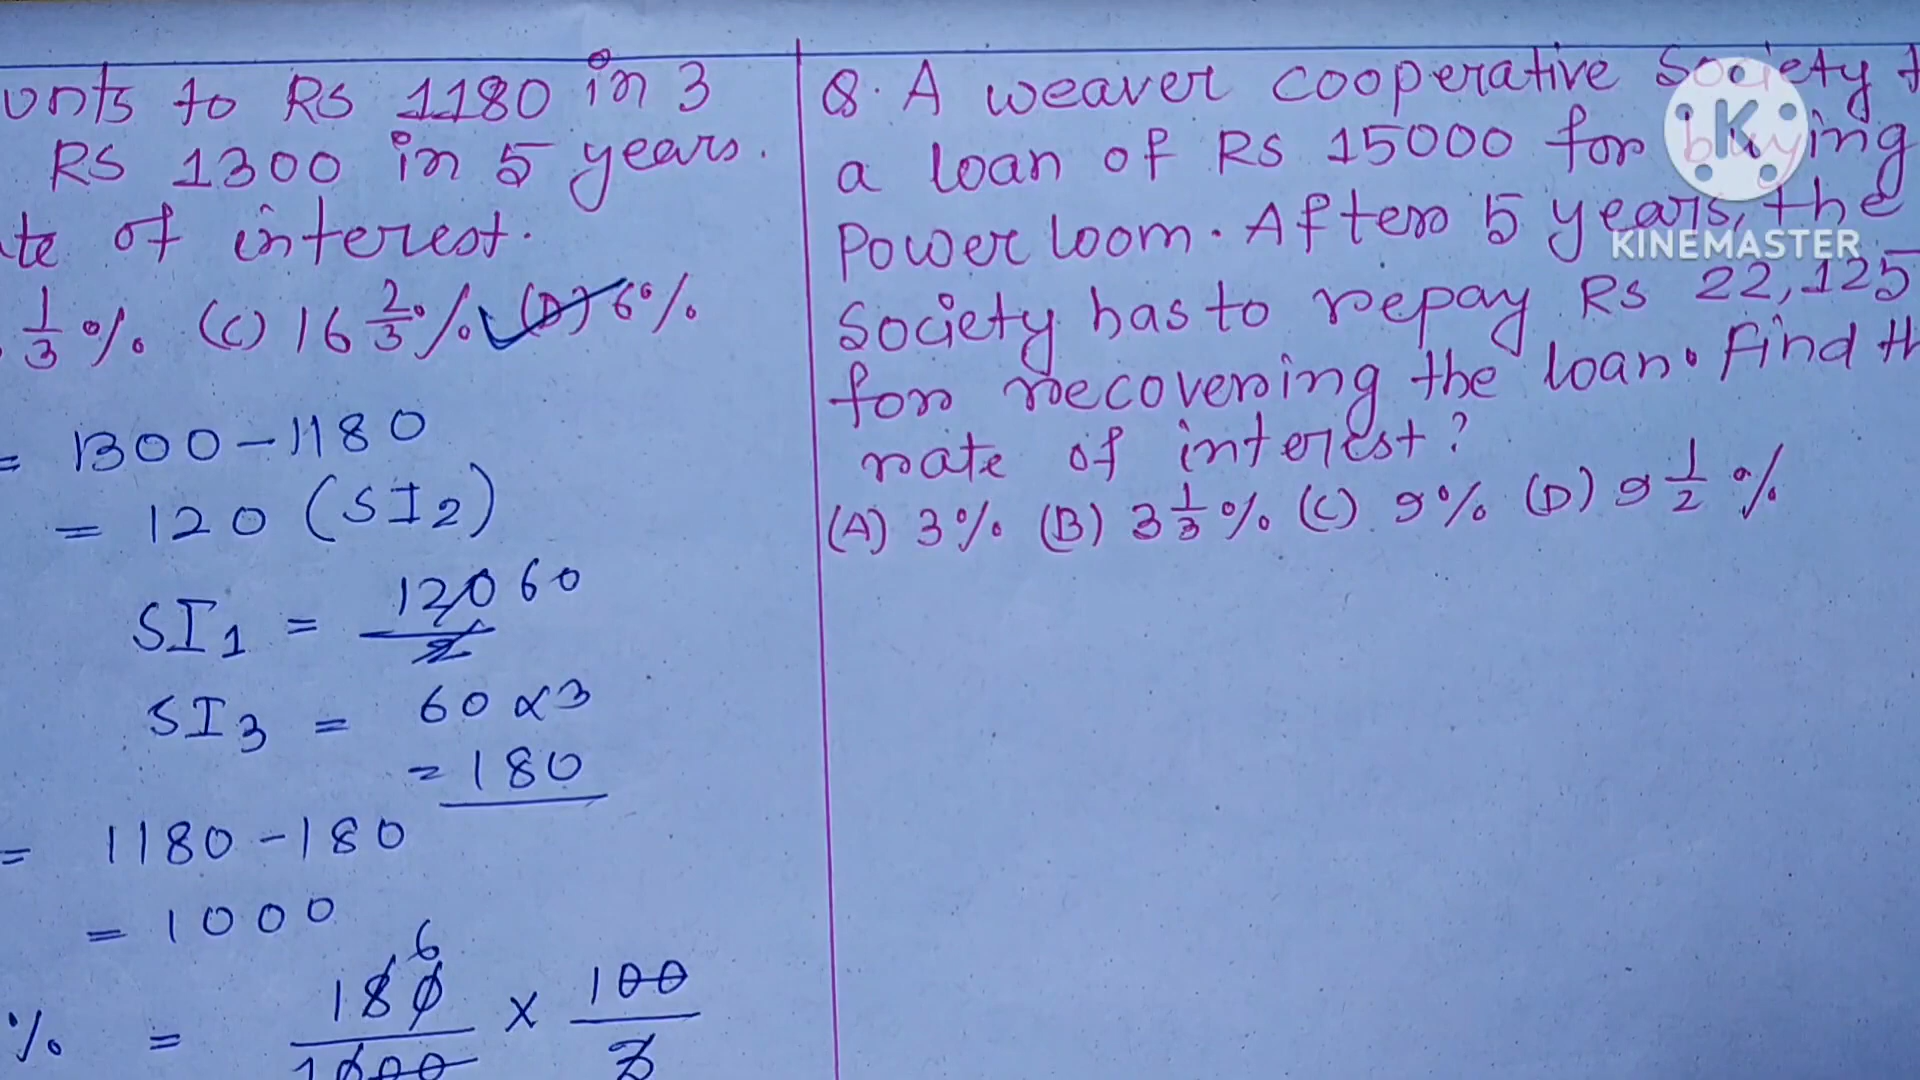 unts to Rs 1180 in 3
Rs 1300 in 5 years.
te of interest.
1/3 %. (C) 16 2/3 %. (D) 6%.
= 1300 - 1180
= 120 (SI2)
SI1 = 120/2 60
SI3 = 60 × 3
= 180
= 1180 - 180
= 1000
% = 180/1000 6 × 100/3
Q. A weaver cooperative Society t
a loan of Rs 15000 for buying
Power loom. After 5 years, the
Society has to repay Rs 22,125
for recovering the loan. Find th
rate of interest?
(A) 3%. (B) 3 1/3 %. (C) 9%. (D) 9 1/2 %.
K
KINEMASTER